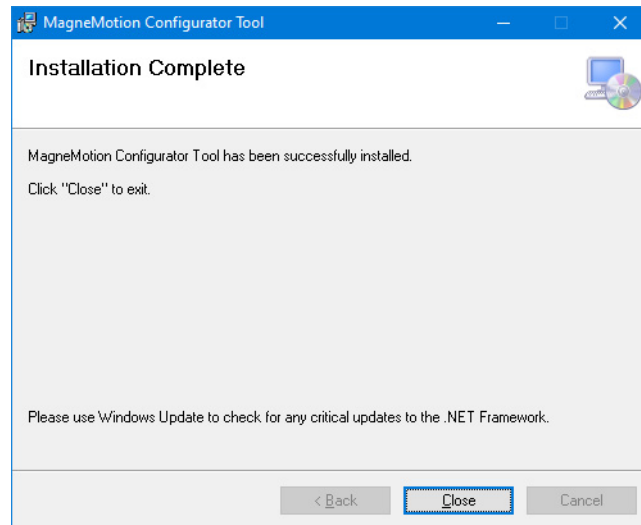 MagneMotion Configurator Tool
Installation Complete
MagneMotion Configurator Tool has been successfully installed.
Click "Close" to exit.
Please use Windows Update to check for any critical updates to the .NET Framework.
< Back Close Cancel